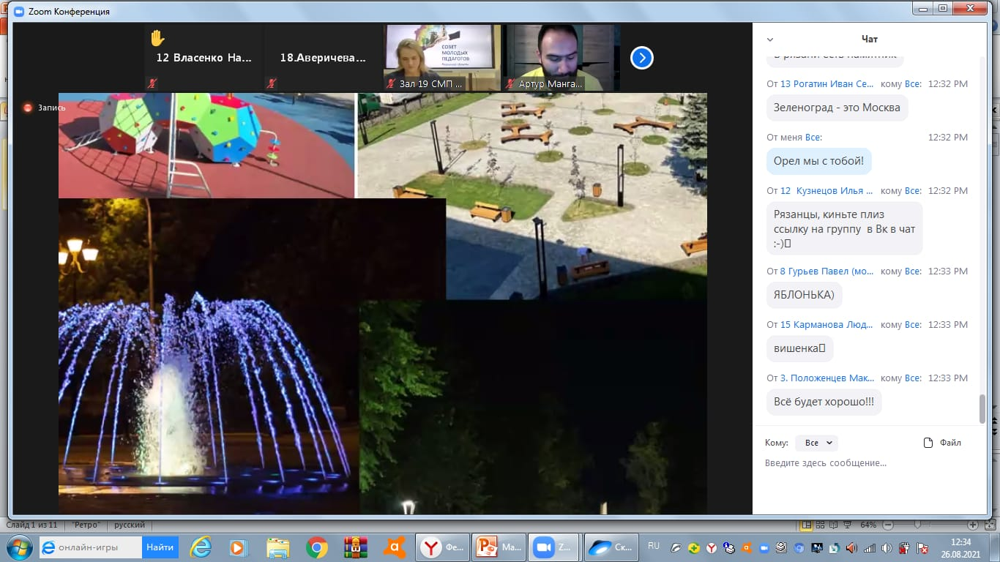 Zoom Конференция
12 Власенко На...
18.Аверичева...
СОВЕТ
МОЛОДЫХ
ПЕДАГОГОВ
Зал 19 СМП ...
Артур Манга...
Запись
Чат
В рязани есть памятник
От 13 Рогатин Иван Се... кому Все: 12:32 PM
Зеленоград - это Москва
От меня Все: 12:32 PM
Орел мы с тобой!
От 12 Кузнецов Илья ... кому Все: 12:32 PM
Рязанцы, киньте плиз
ссылку на группу в Вк в чат
:-)
От 8 Гурьев Павел (мо... кому Все: 12:33 PM
ЯБЛОНЬКА)
От 15 Карманова Люд... кому Все: 12:33 PM
вишенка
От 3. Положенцев Мак... кому Все: 12:33 PM
Всё будет хорошо!!!
Кому: Все Файл
Введите здесь сообщение...
Слайд 1 из 11 "Ретро" русский 64%
онлайн-игры Найти Фе... Ма... Z... Ск... RU 12:34
26.08.2021